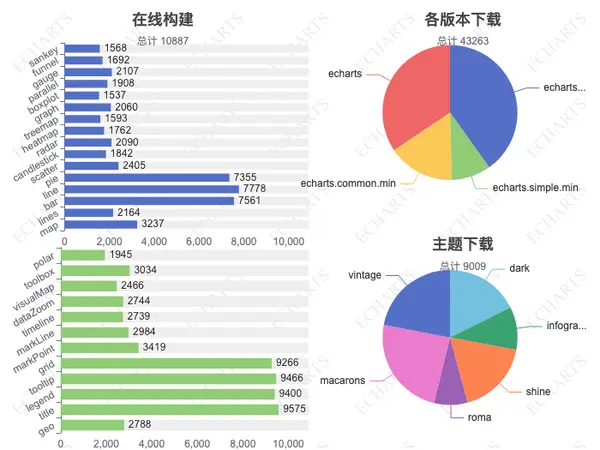 在线构建
总计 10887
sankey 1568
funnel 1692
gauge 2107
parallel 1908
boxplot 1537
graph 2060
treemap 1593
heatmap 1762
radar 2090
candlestick 1842
scatter 2405
pie 7355
line 7778
bar 7561
lines 2164
map 3237
0 2,000 4,000 6,000 8,000 10,000
polar 1945
toolbox 3034
visualMap 2466
dataZoom 2744
timeline 2739
markLine 2984
markPoint 3419
grid 9266
tooltip 9466
legend 9400
title 9575
geo 2788
0 2,000 4,000 6,000 8,000 10,000
各版本下载
总计 43263
echarts
echarts...
echarts.common.min
echarts.simple.min
主题下载
总计 9009
vintage
dark
infogra...
macarons
shine
roma
ECHARTS